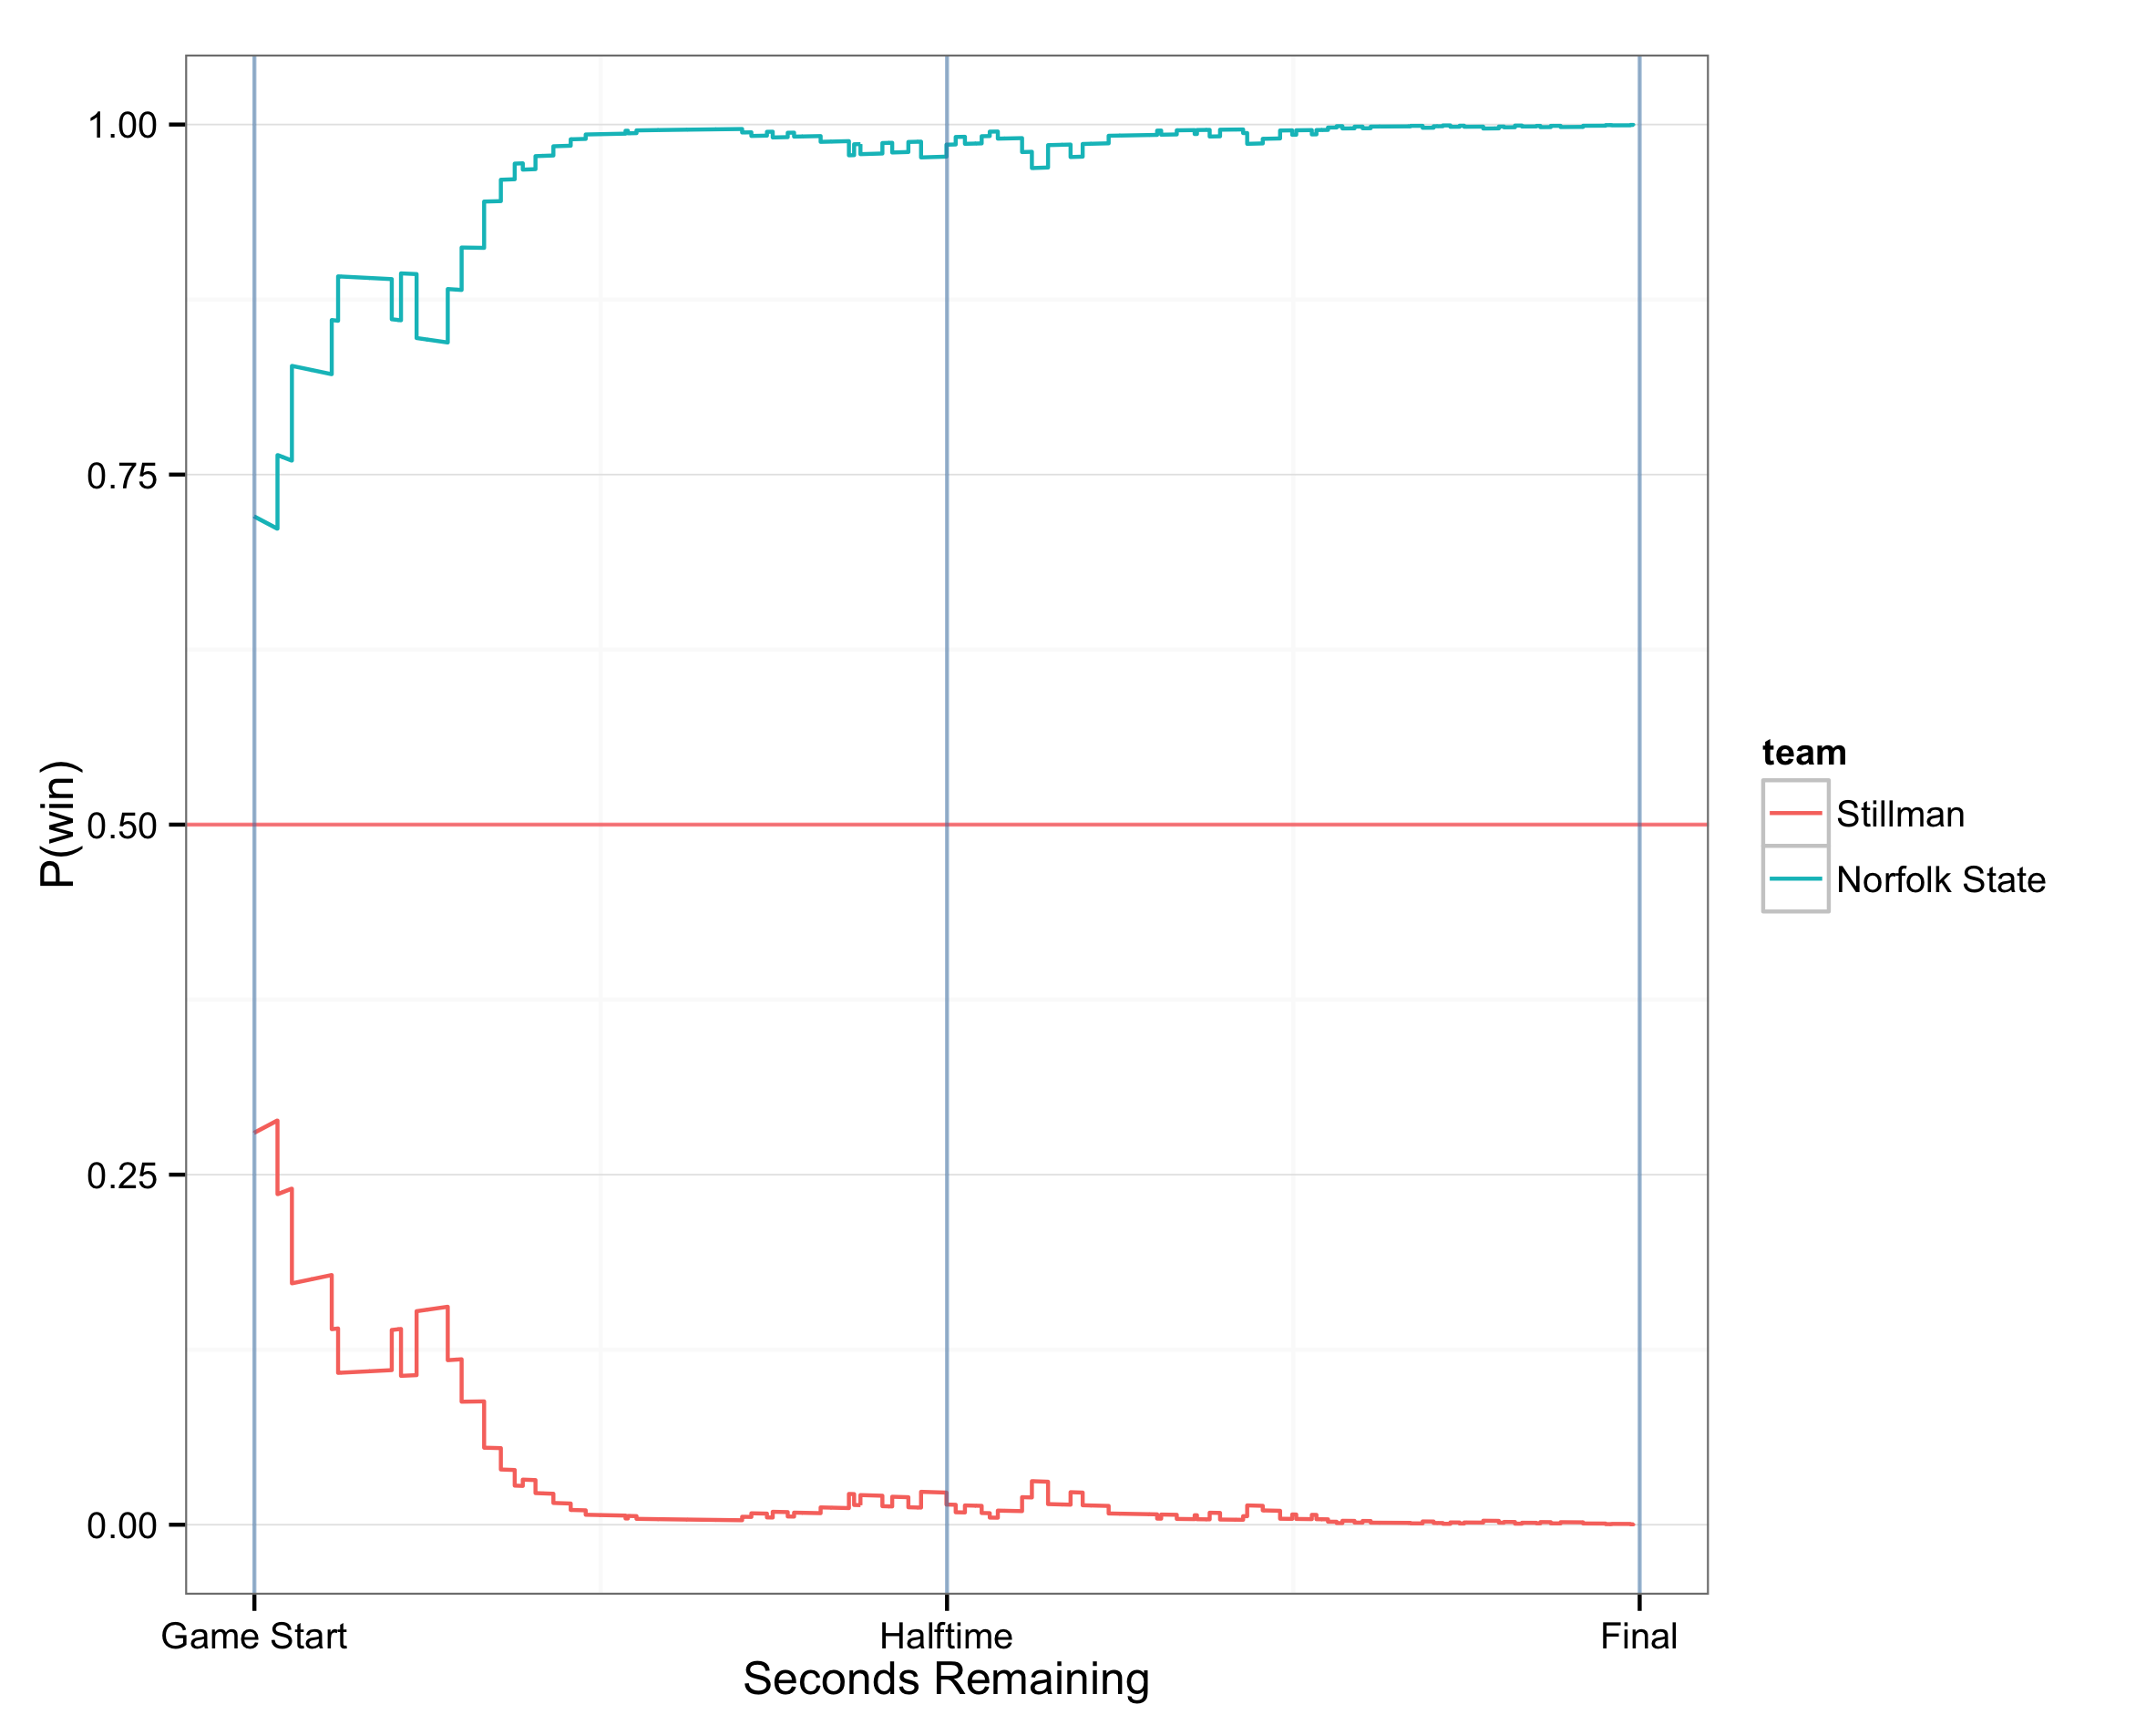 1.00
0.75
0.50
0.25
0.00
P(win)
Game Start
Halftime
Final
Seconds Remaining
team
Stillman
Norfolk State